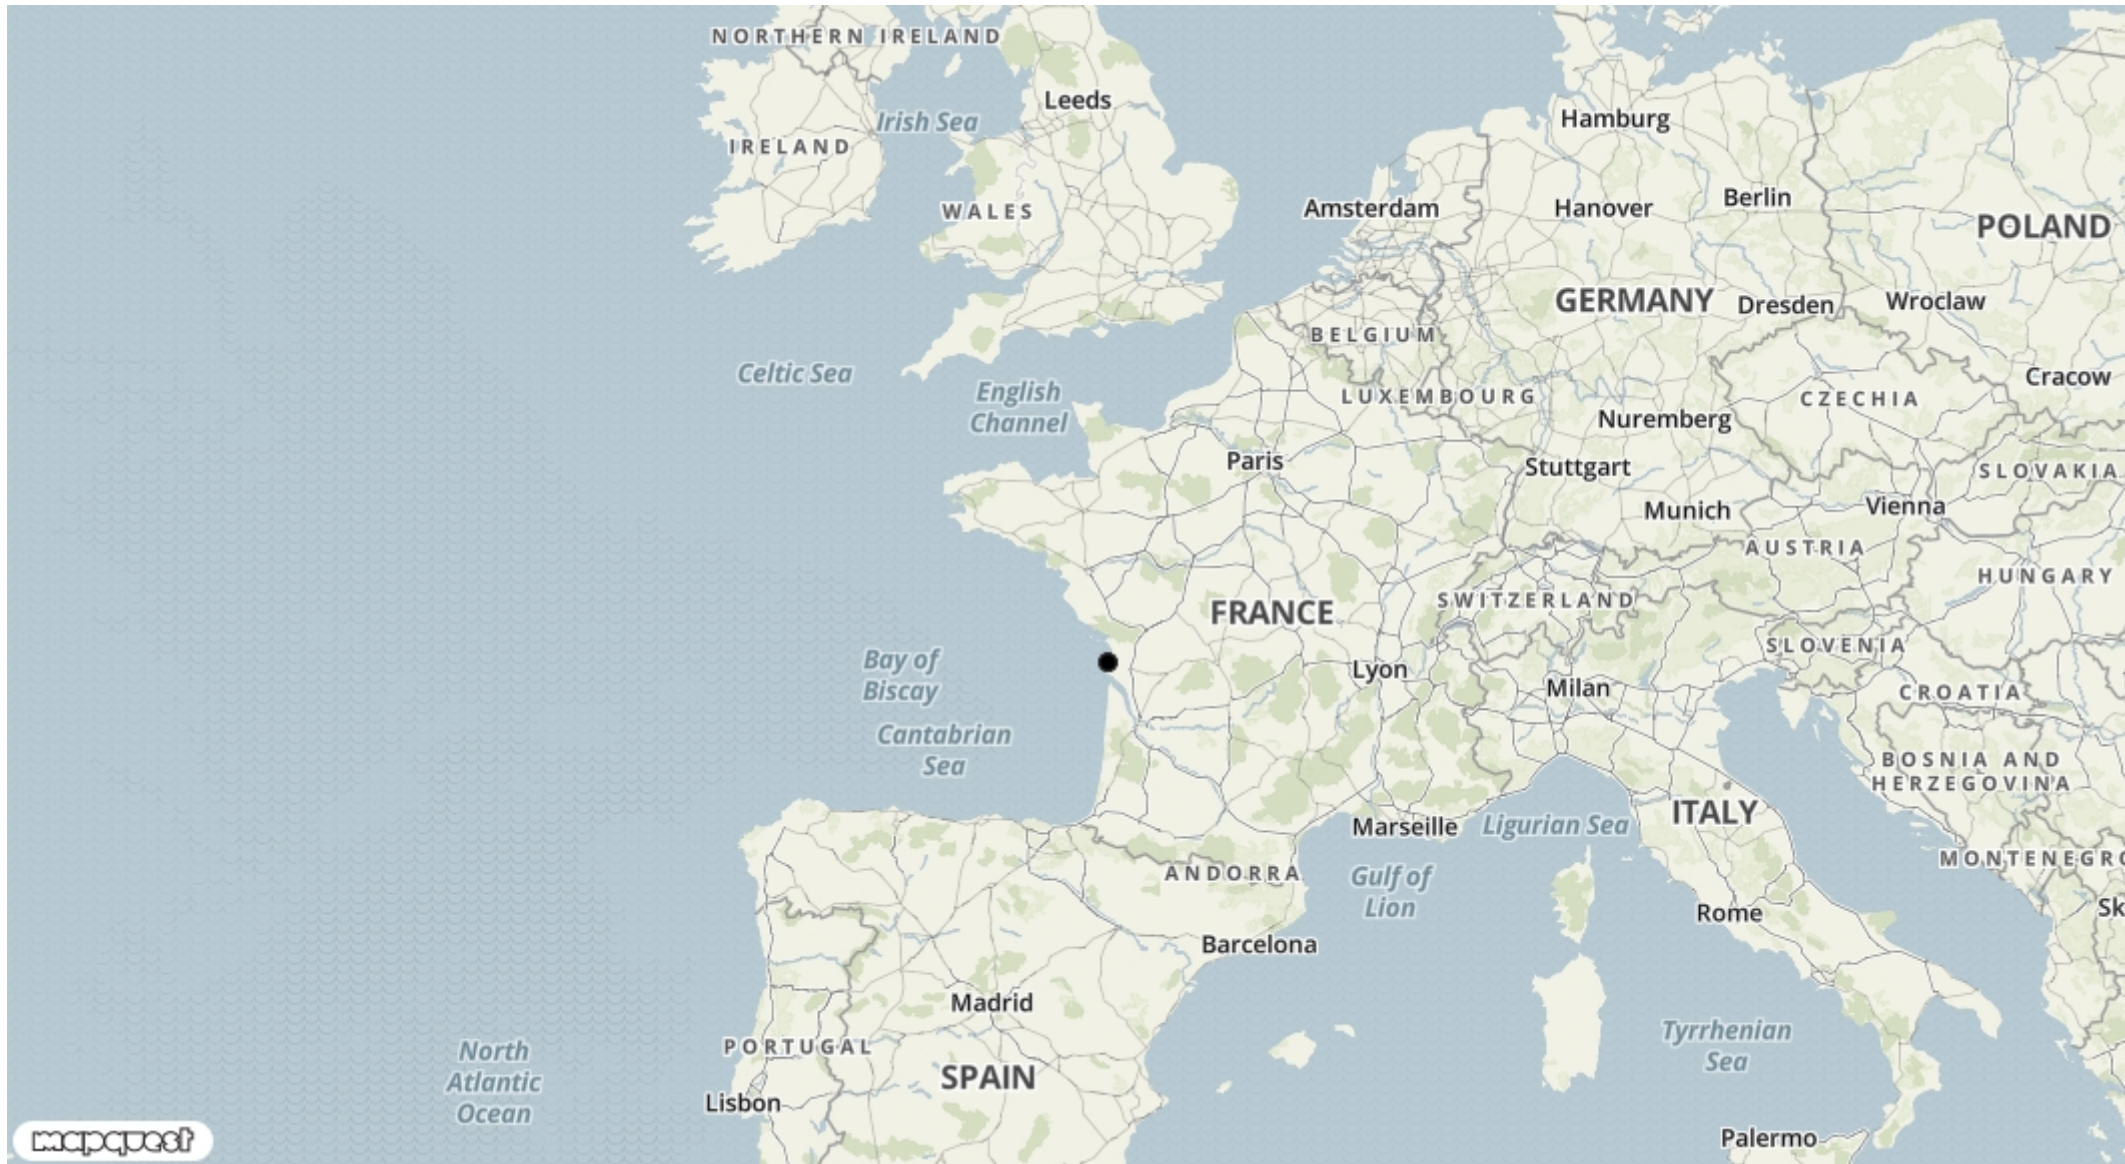 NORTHERN IRELAND
Leeds
Irish Sea
Hamburg
IRELAND
WALES
Amsterdam
Hanover
Berlin
POLAND
GERMANY
Dresden
Wroclaw
BELGIUM
Celtic Sea
English
Channel
LUXEMBOURG
Cracow
CZECHIA
Nuremberg
Paris
Stuttgart
SLOVAKIA
Munich
Vienna
AUSTRIA
HUNGARY
SWITZERLAND
FRANCE
SLOVENIA
Bay of
Biscay
Lyon
Milan
CROATIA
Cantabrian
Sea
BOSNIA AND
HERZEGOVINA
ITALY
Marseille
Ligurian Sea
MONTENEGRO
ANDORRA
Gulf of
Lion
Rome
Sk
Barcelona
Madrid
Tyrrhenian
Sea
PORTUGAL
North
Atlantic
Ocean
SPAIN
Lisbon
Palermo
mapquest